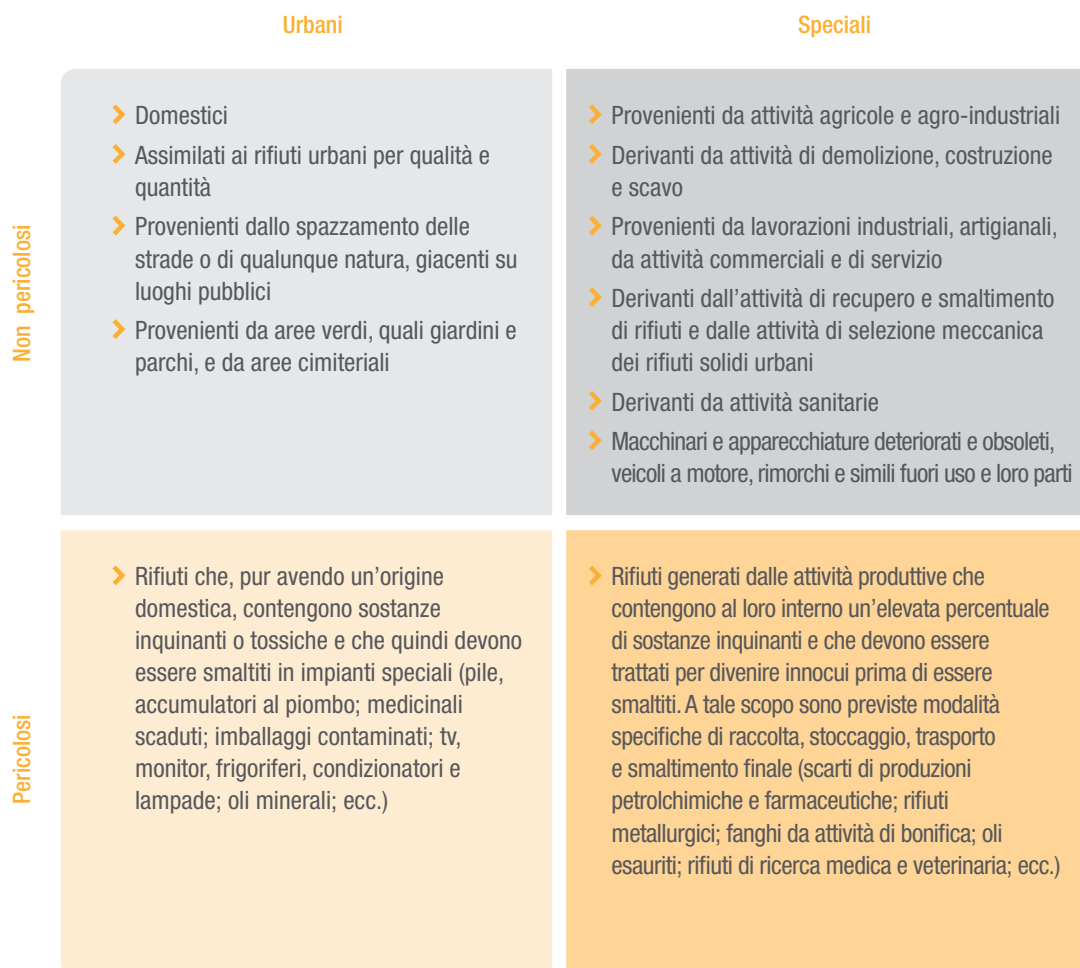 Urbani
Speciali
Non pericolosi
Domestici
Assimilati ai rifiuti urbani per qualità e
quantità
Provenienti dallo spazzamento delle
strade o di qualunque natura, giacenti su
luoghi pubblici
Provenienti da aree verdi, quali giardini e
parchi, e da aree cimiteriali
Provenienti da attività agricole e agro-industriali
Derivanti da attività di demolizione, costruzione
e scavo
Provenienti da lavorazioni industriali, artigianali,
da attività commerciali e di servizio
Derivanti dall'attività di recupero e smaltimento
di rifiuti e dalle attività di selezione meccanica
dei rifiuti solidi urbani
Derivanti da attività sanitarie
Macchinari e apparecchiature deteriorati e obsoleti,
veicoli a motore, rimorchi e simili fuori uso e loro parti
Pericolosi
Rifiuti che, pur avendo un'origine
domestica, contengono sostanze
inquinanti o tossiche e che quindi devono
essere smaltiti in impianti speciali (pile,
accumulatori al piombo; medicinali
scaduti; imballaggi contaminati; tv,
monitor, frigoriferi, condizionatori e
lampade; oli minerali; ecc.)
Rifiuti generati dalle attività produttive che
contengono al loro interno un'elevata percentuale
di sostanze inquinanti e che devono essere
trattati per divenire innocui prima di essere
smaltiti. A tale scopo sono previste modalità
specifiche di raccolta, stoccaggio, trasporto
e smaltimento finale (scarti di produzioni
petrolchimiche e farmaceutiche; rifiuti
metallurgici; fanghi da attività di bonifica; oli
esauriti; rifiuti di ricerca medica e veterinaria; ecc.)